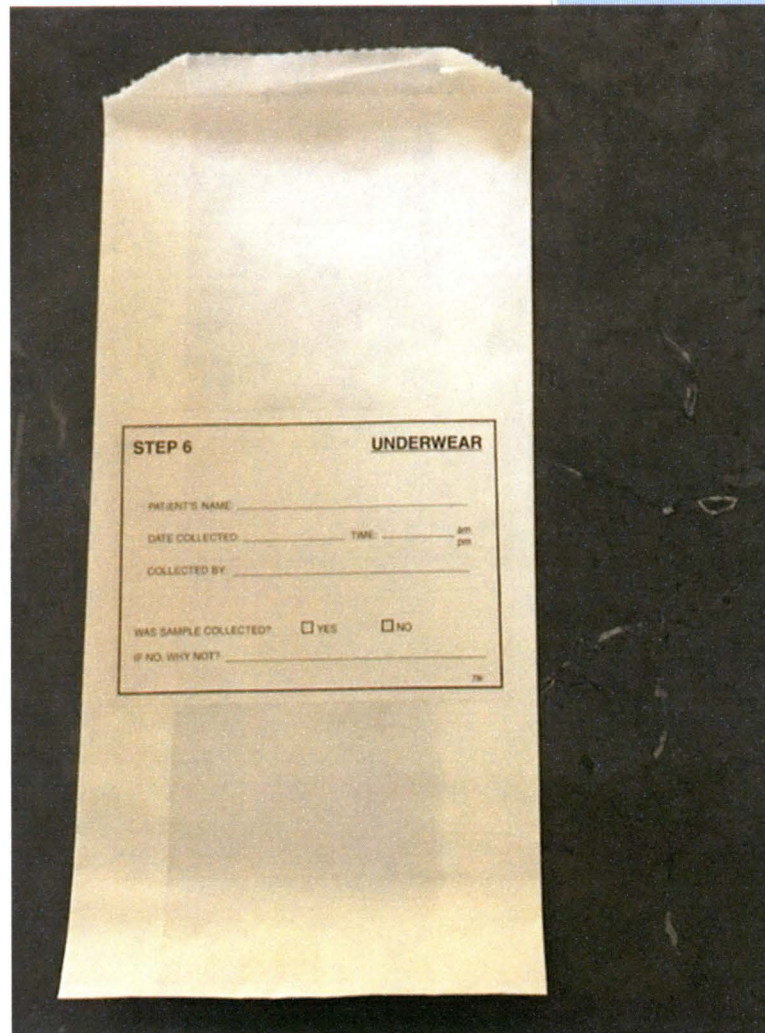 STEP 6 UNDERWEAR
PATIENT'S NAME:
DATE COLLECTED: TIME: am pm
COLLECTED BY:
WAS SAMPLE COLLECTED? YES NO
IF NO, WHY NOT?